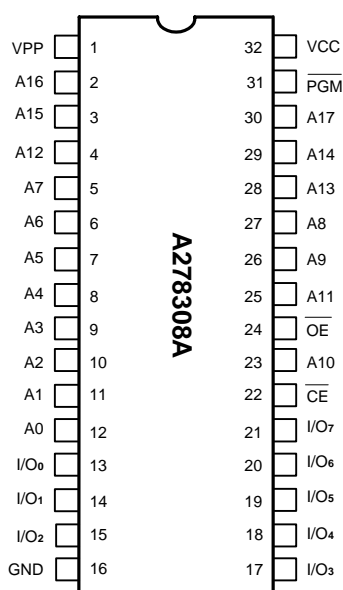 VPP 1 32 VCC
A16 2 31 P̅G̅M̅
A15 3 30 A17
A12 4 29 A14
A7 5 28 A13
A6 6 27 A8
A5 7 26 A9
A4 8 25 A11
A3 9 24 O̅E̅
A2 10 23 A10
A1 11 22 C̅E̅
A0 12 21 I/O7
I/O0 13 20 I/O6
I/O1 14 19 I/O5
I/O2 15 18 I/O4
GND 16 17 I/O3
A278308A